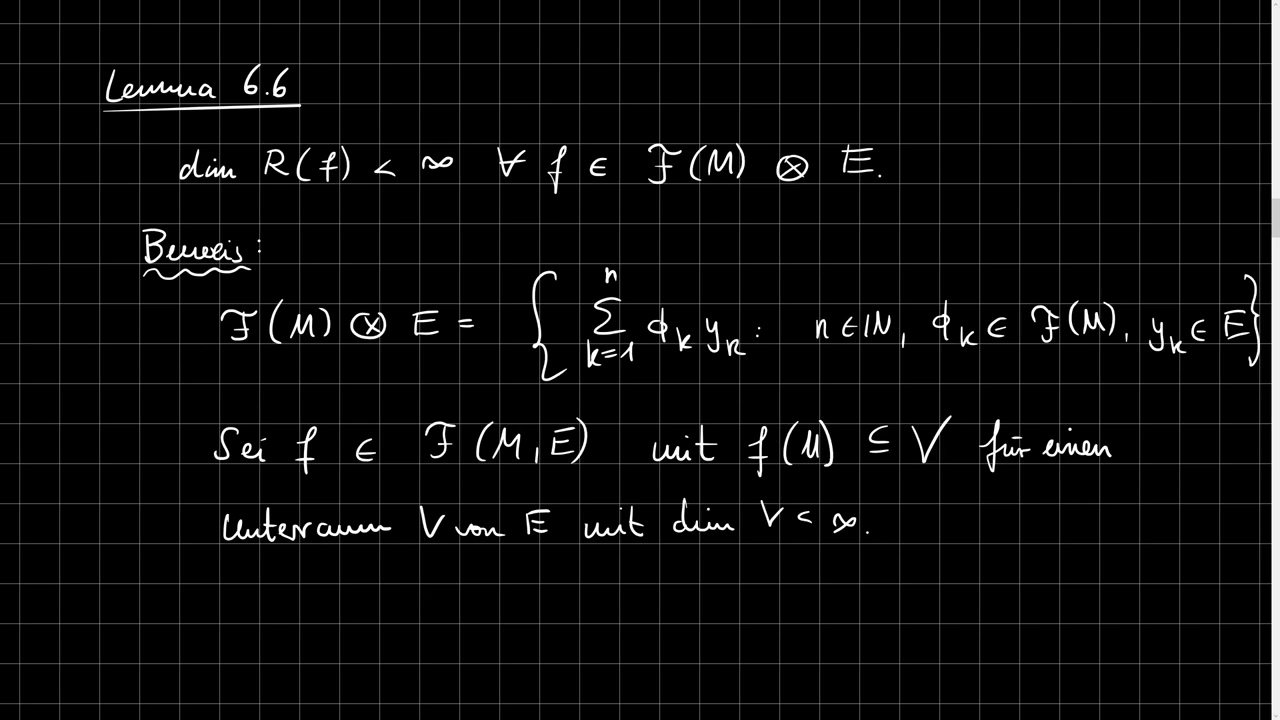 Lemma 6.6
dim R(f) < ∞ ∀ f ∈ F(M) ⊗ E.
Beweis:
F(M) ⊗ E = { ∑_{k=1}^{n} ϕ_k y_k : n ∈ ℕ, ϕ_k ∈ F(M), y_k ∈ E }
Sei f ∈ F(M,E) mit f(M) ⊆ V für einen
Unterraum V von E mit dim V < ∞.